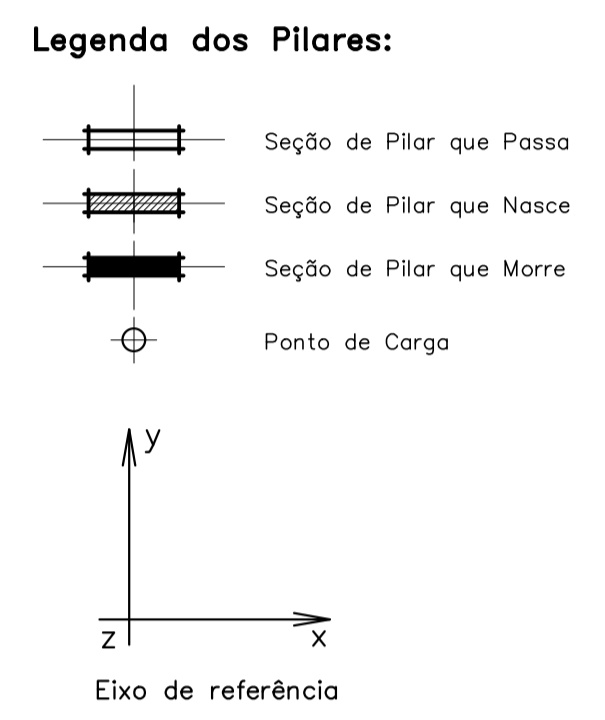 Legenda dos Pilares:
Seção de Pilar que Passa
Seção de Pilar que Nasce
Seção de Pilar que Morre
Ponto de Carga
y
z
x
Eixo de referência